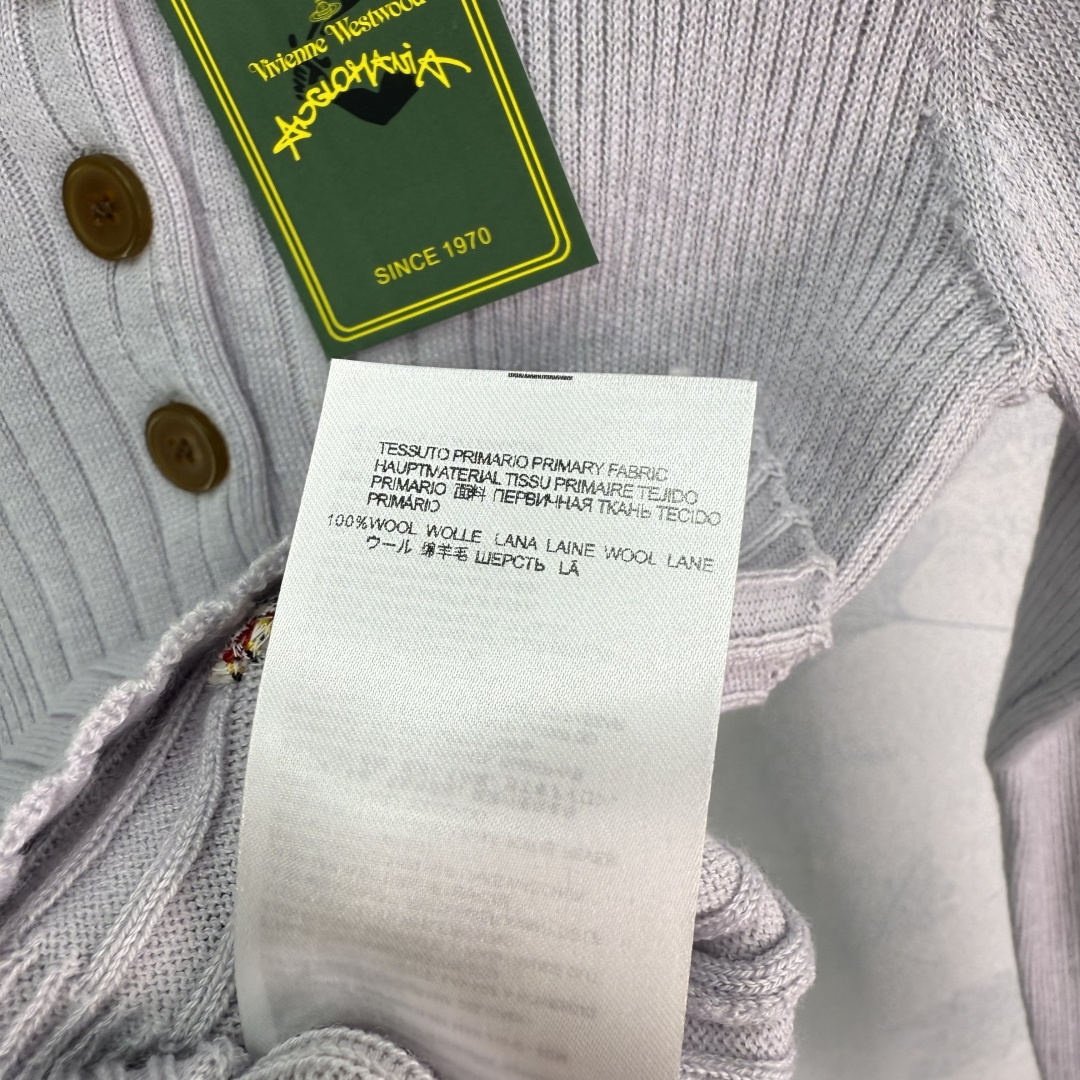 Vivienne Westwood
ANGLOMANIA
SINCE 1970
TESSUTO PRIMARIO PRIMARY FABRIC
HAUPTMATERIAL TISSU PRIMAIRE TEJIDO
PRIMARIO 面料 ПЕРВИЧНАЯ ТКАНЬ TECIDO
PRIMÁRIO
100%WOOL WOLLE LANA LAINE WOOL LANE
ウール 绵羊毛 ШЕРСТЬ LÃ